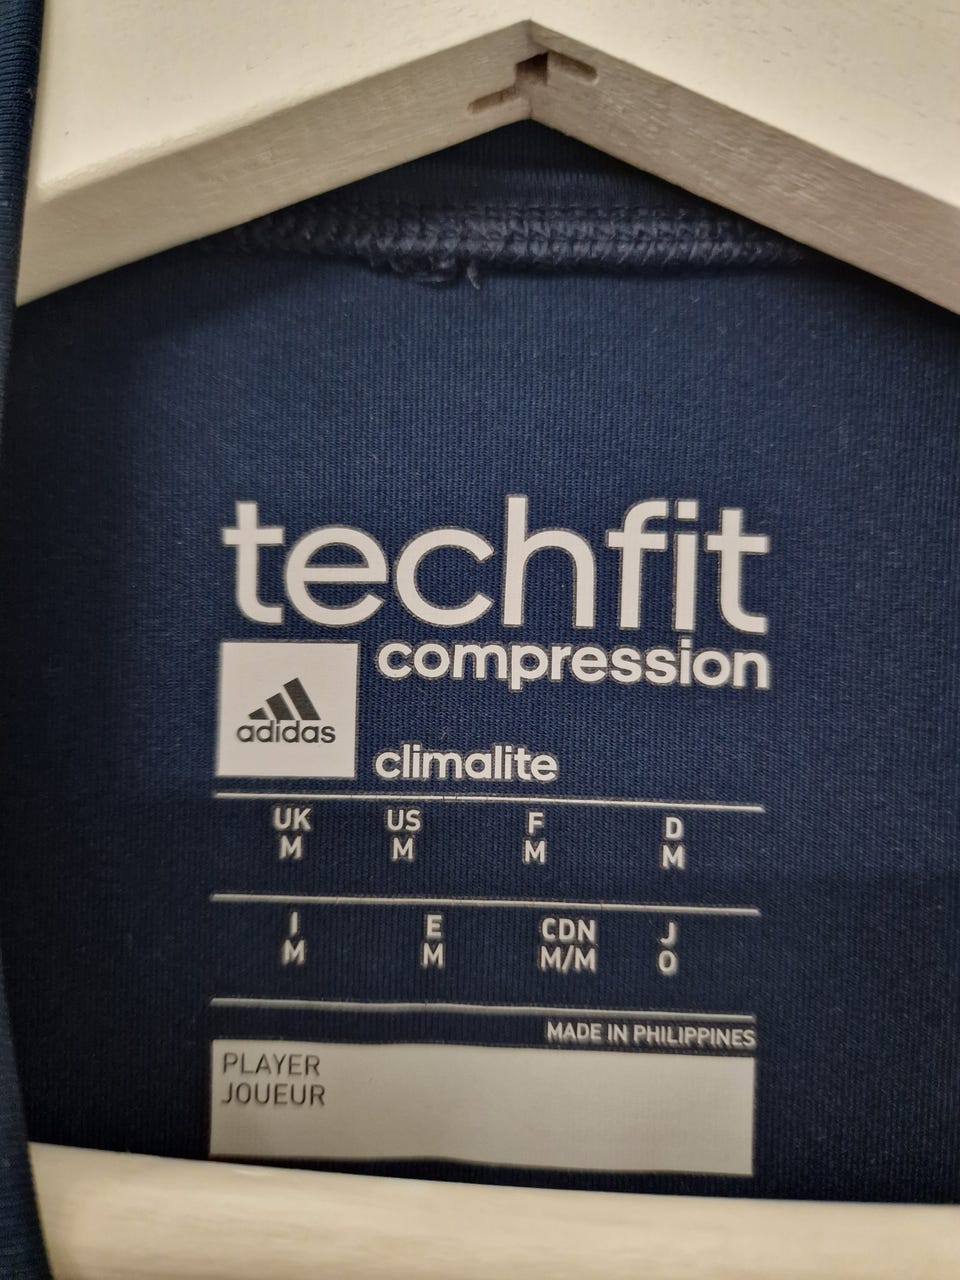 techfit
compression
adidas
climalite
UK US F D
M M M M
I E CDN J
M M M/M O
MADE IN PHILIPPINES
PLAYER
JOUEUR